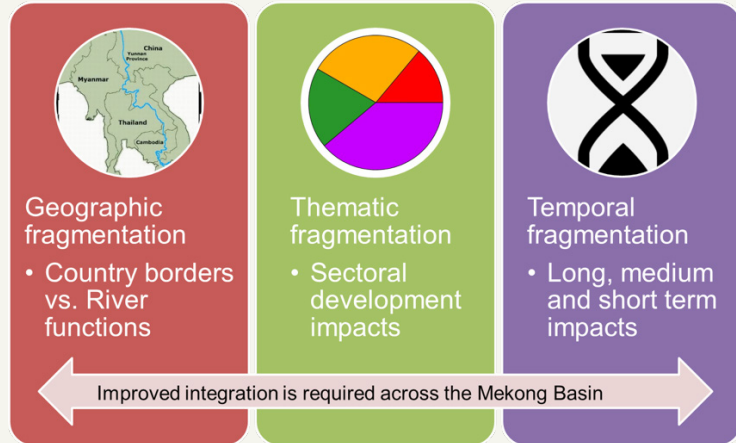 China
Yunnan
Province
Myanmar
Thailand
Cambodia
Geographic
fragmentation
• Country borders
vs. River
functions
Thematic
fragmentation
• Sectoral
development
impacts
Temporal
fragmentation
• Long, medium
and short term
impacts
Improved integration is required across the Mekong Basin